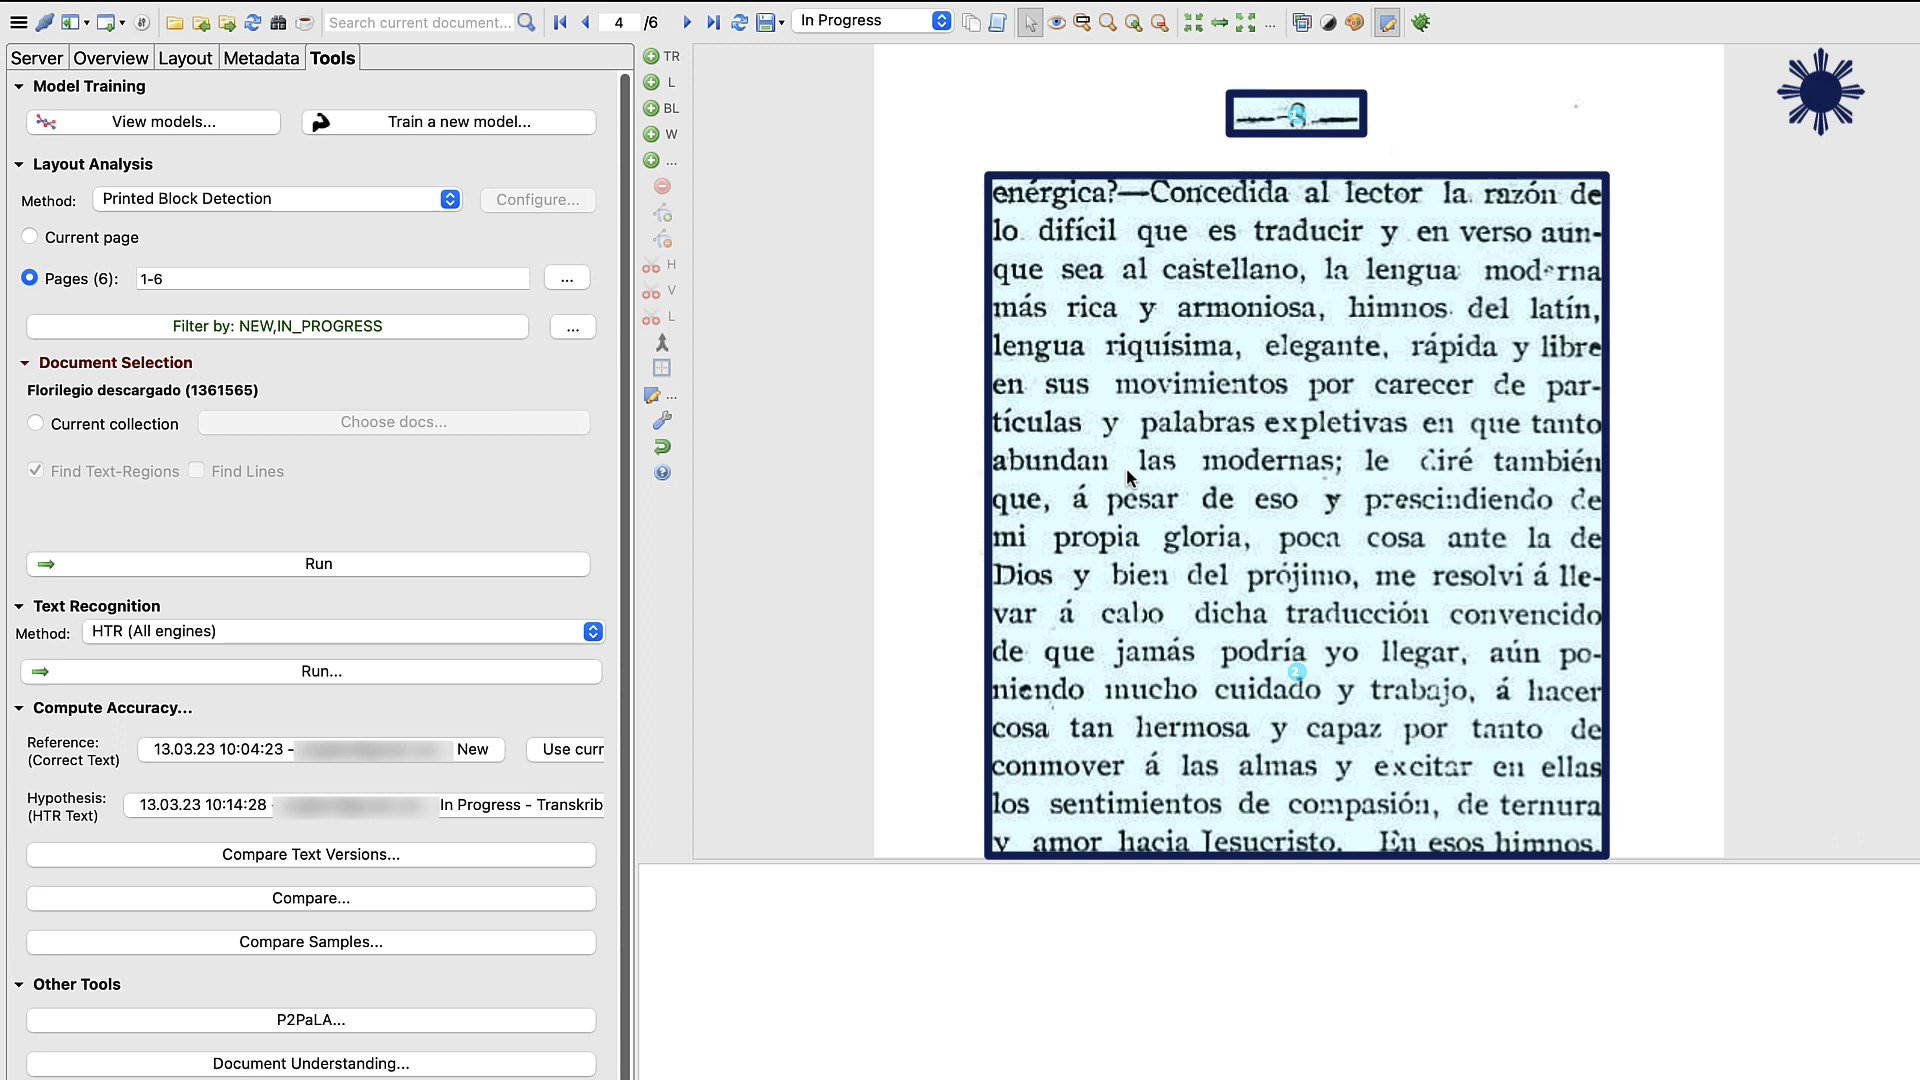 Search current document...
4 /6
In Progress
...
Server
Overview
Layout
Metadata
Tools
Model Training
View models...
Train a new model...
Layout Analysis
Method:
Printed Block Detection
Configure...
Current page
Pages (6):
1-6
...
Filter by: NEW,IN_PROGRESS
...
Document Selection
Florilegio descargado (1361565)
Current collection
Choose docs...
Find Text-Regions
Find Lines
Run
Text Recognition
Method:
HTR (All engines)
Run...
Compute Accuracy...
Reference:
(Correct Text)
13.03.23 10:04:23 -
New
Use curr
Hypothesis:
(HTR Text)
13.03.23 10:14:28
In Progress - Transkrib
Compare Text Versions...
Compare...
Compare Samples...
Other Tools
P2PaLA...
Document Understanding...
TR
L
BL
W
...
H
V
L
...
enérgica?—Concedida al lector la razón de
lo difícil que es traducir y en verso aun-
que sea al castellano, la lengua moderna
más rica y armoniosa, himnos del latín,
lengua riquísima, elegante, rápida y libre
en sus movimientos por carecer de par-
tículas y palabras expletivas en que tanto
abundan las modernas; le diré también
que, á pesar de eso y prescindiendo de
mi propia gloria, poca cosa ante la de
Dios y bien del prójimo, me resolví á lle-
var á cabo dicha traducción convencido
de que jamás podría yo llegar, aún po-
2
niendo mucho cuidado y trabajo, á hacer
cosa tan hermosa y capaz por tanto de
conmover á las almas y excitar en ellas
los sentimientos de compasión, de ternura
y amor hacia Jesucristo. En esos himnos,